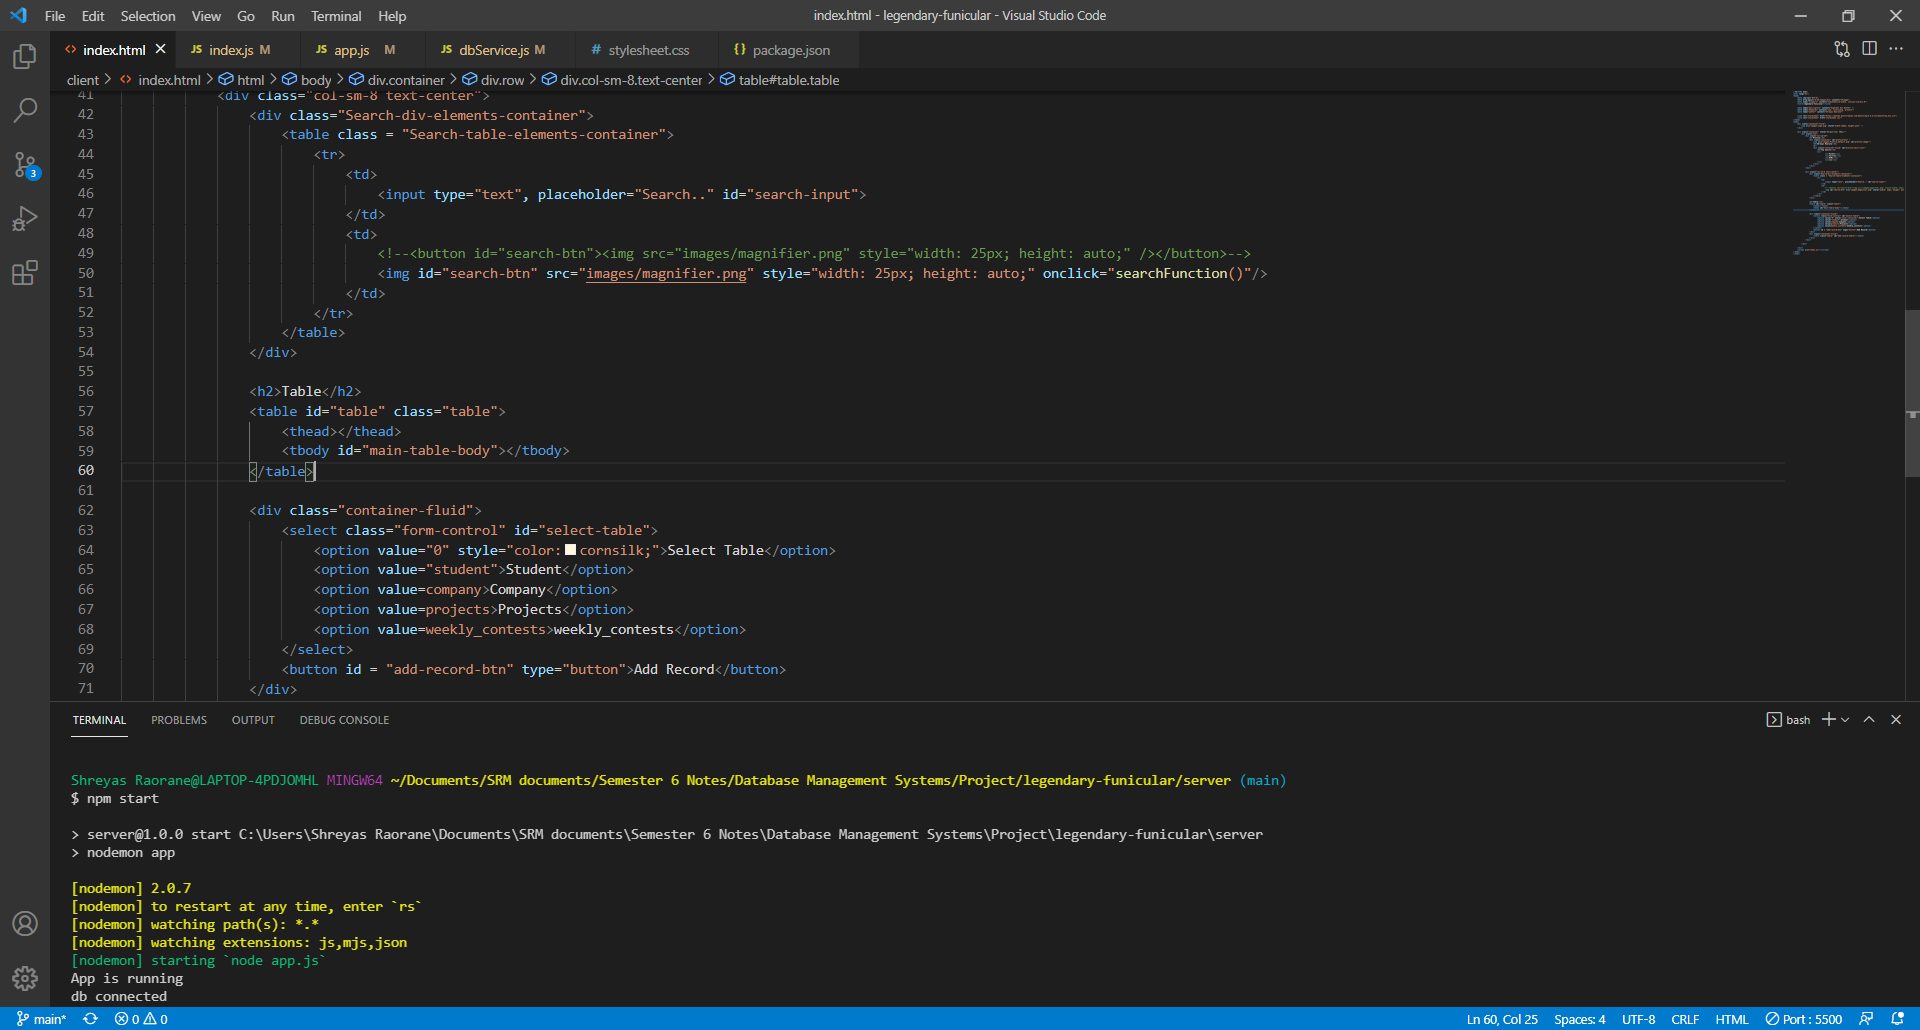 File Edit Selection View Go Run Terminal Help
index.html - legendary-funicular - Visual Studio Code
index.html
JS index.js M
JS app.js M
JS dbService.js M
# stylesheet.css
{} package.json
client > index.html > html > body > div.container > div.row > div.col-sm-8.text-center > table#table.table
3
41 <div class="col-sm-8 text-center">
42 <div class="Search-div-elements-container">
43 <table class = "Search-table-elements-container">
44 <tr>
45 <td>
46 <input type="text", placeholder="Search.." id="search-input">
47 </td>
48 <td>
49 <!--<button id="search-btn"><img src="images/magnifier.png" style="width: 25px; height: auto;" /></button>-->
50 <img id="search-btn" src="images/magnifier.png" style="width: 25px; height: auto;" onclick="searchFunction()"/>
51 </td>
52 </tr>
53 </table>
54 </div>
55
56 <h2>Table</h2>
57 <table id="table" class="table">
58 <thead></thead>
59 <tbody id="main-table-body"></tbody>
60 </table>
61
62 <div class="container-fluid">
63 <select class="form-control" id="select-table">
64 <option value="0" style="color: cornsilk;">Select Table</option>
65 <option value="student">Student</option>
66 <option value=company>Company</option>
67 <option value=projects>Projects</option>
68 <option value=weekly_contests>weekly_contests</option>
69 </select>
70 <button id = "add-record-btn" type="button">Add Record</button>
71 </div>
TERMINAL PROBLEMS OUTPUT DEBUG CONSOLE
bash
Shreyas Raorane@LAPTOP-4PDJOMHL MINGW64 ~/Documents/SRM documents/Semester 6 Notes/Database Management Systems/Project/legendary-funicular/server (main)
$ npm start
> server@1.0.0 start C:\Users\Shreyas Raorane\Documents\SRM documents\Semester 6 Notes\Database Management Systems\Project\legendary-funicular\server
> nodemon app
[nodemon] 2.0.7
[nodemon] to restart at any time, enter `rs`
[nodemon] watching path(s): *.*
[nodemon] watching extensions: js,mjs,json
[nodemon] starting `node app.js`
App is running
db connected
main* 0 0
Ln 60, Col 25 Spaces: 4 UTF-8 CRLF HTML Port : 5500